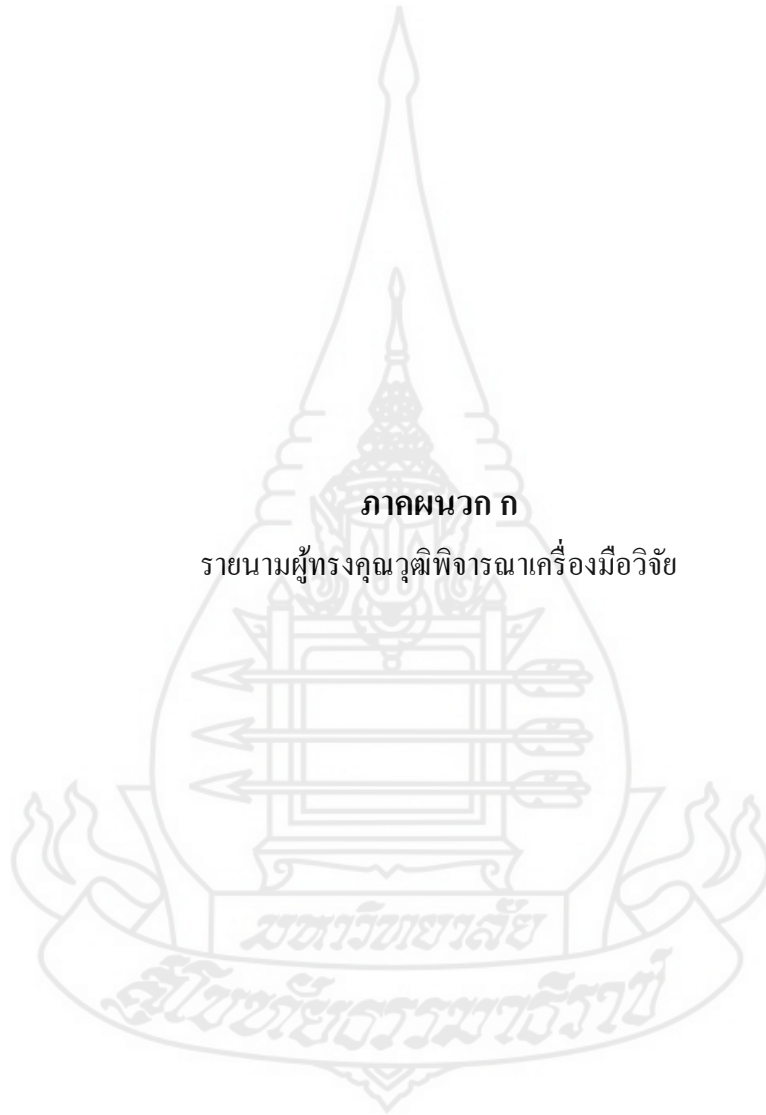 ภาคผนวก ก
รายนามผู้ทรงคุณวุฒิพิจารณาเครื่องมือวิจัย
มหาวิทยาลัย
สุโขทัยธรรมาธิราช